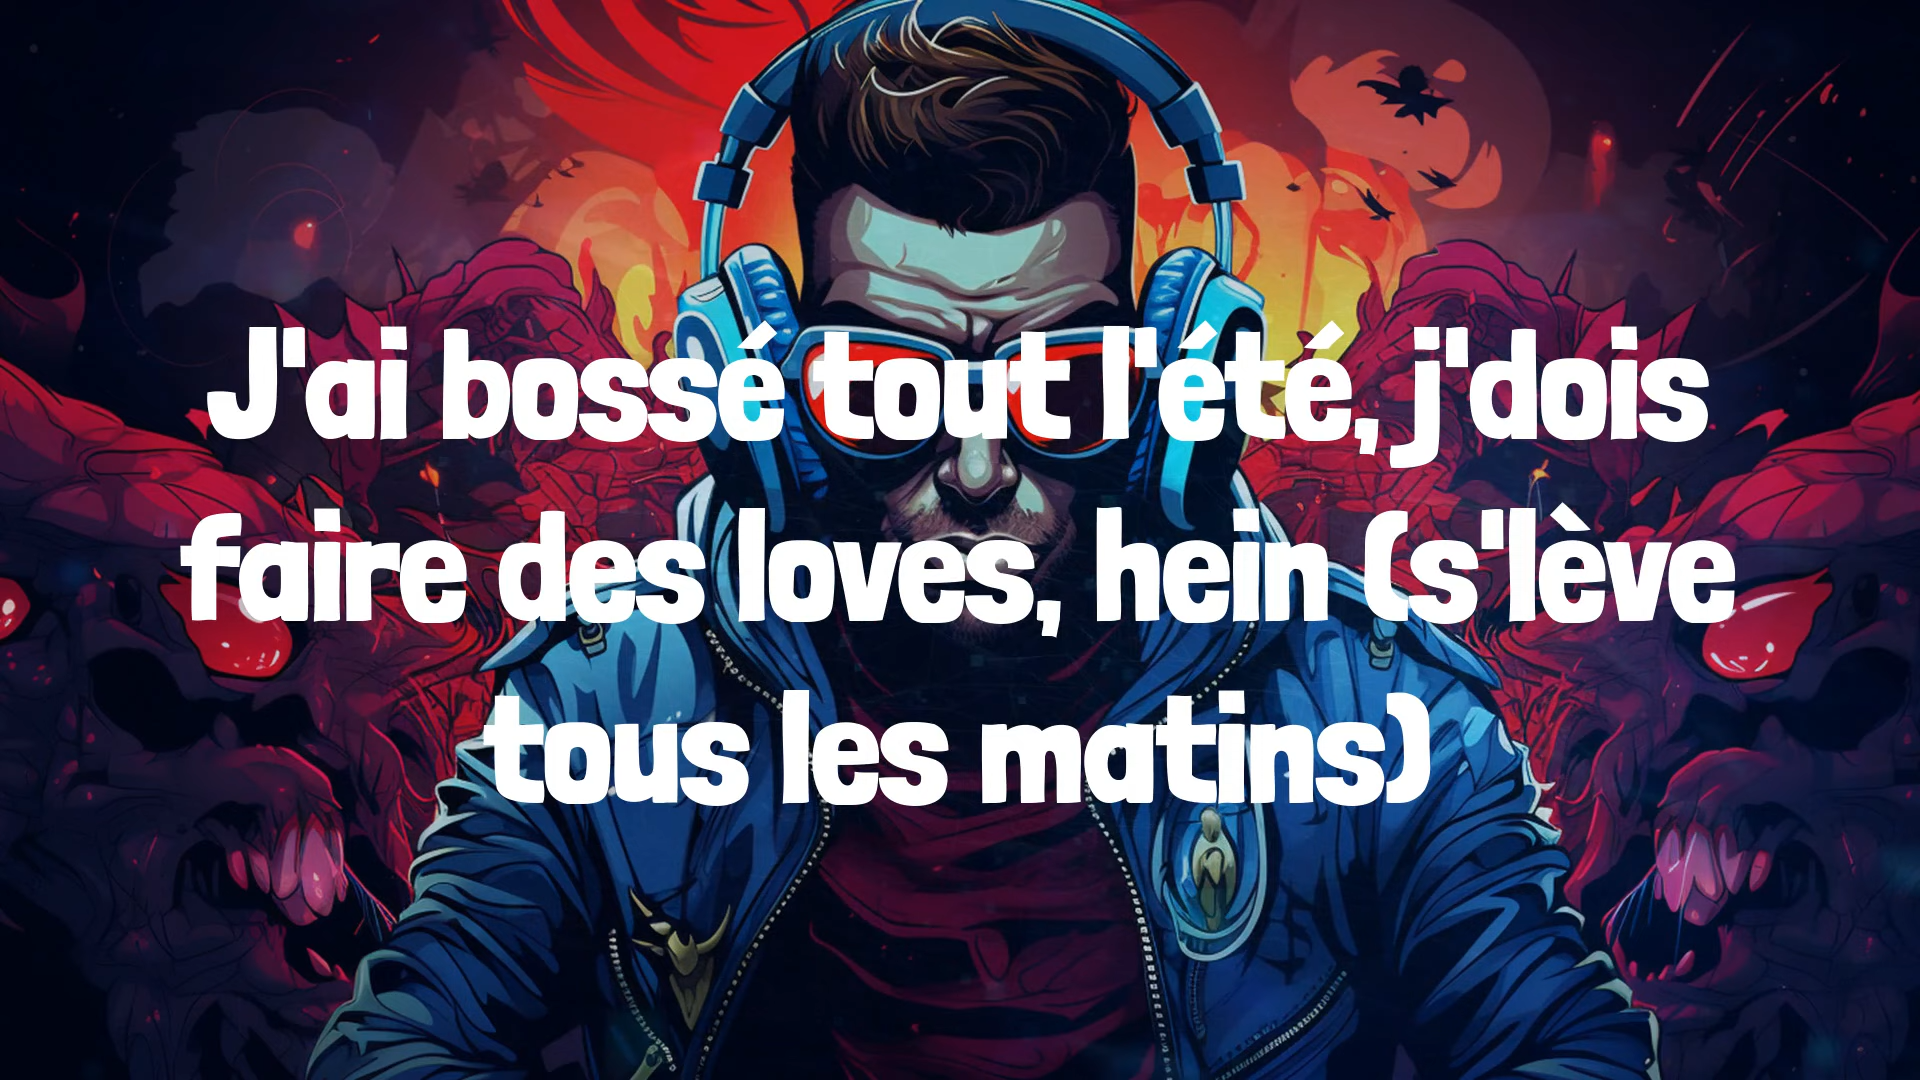 J'ai bossé tout l'été, j'dois
faire des loves, hein (s'lève
tous les matins)